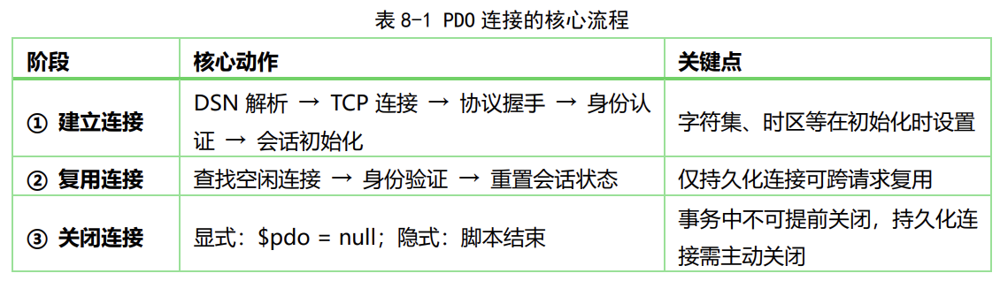 表 8-1 PDO 连接的核心流程
阶段 核心动作 关键点
① 建立连接 DSN 解析 → TCP 连接 → 协议握手 → 身份认
证 → 会话初始化 字符集、时区等在初始化时设置
② 复用连接 查找空闲连接 → 身份验证 → 重置会话状态 仅持久化连接可跨请求复用
③ 关闭连接 显式：$pdo = null；隐式：脚本结束 事务中不可提前关闭，持久化连
接需主动关闭